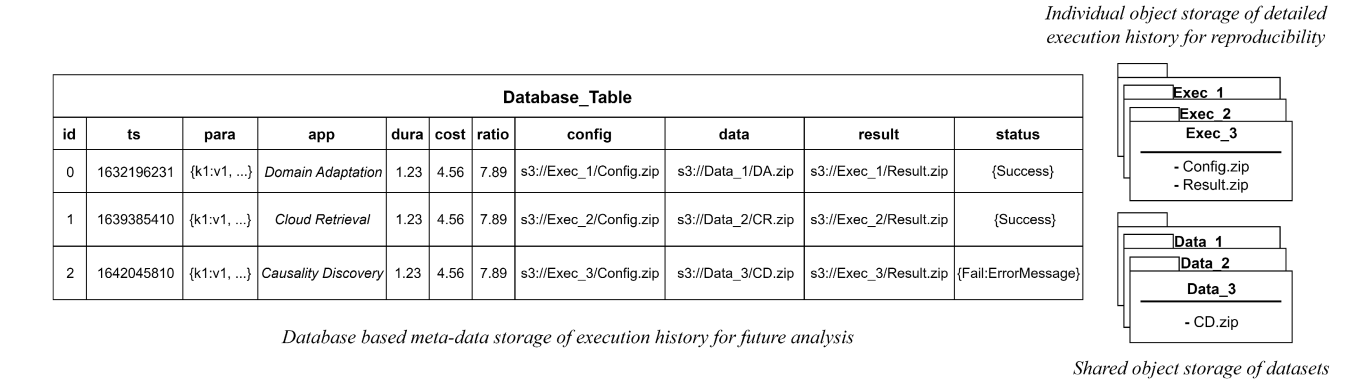 Individual object storage of detailed
execution history for reproducibility
Database_Table
id ts para app dura cost ratio config data result status
0 1632196231 {k1:v1, ...} Domain Adaptation 1.23 4.56 7.89 s3://Exec_1/Config.zip s3://Data_1/DA.zip s3://Exec_1/Result.zip {Success}
1 1639385410 {k1:v1, ...} Cloud Retrieval 1.23 4.56 7.89 s3://Exec_2/Config.zip s3://Data_2/CR.zip s3://Exec_2/Result.zip {Success}
2 1642045810 {k1:v1, ...} Causality Discovery 1.23 4.56 7.89 s3://Exec_3/Config.zip s3://Data_3/CD.zip s3://Exec_3/Result.zip {Fail:ErrorMessage}
Database based meta-data storage of execution history for future analysis
Exec_1
Exec_2
Exec_3
- Config.zip
- Result.zip
Data_1
Data_2
Data_3
- CD.zip
Shared object storage of datasets